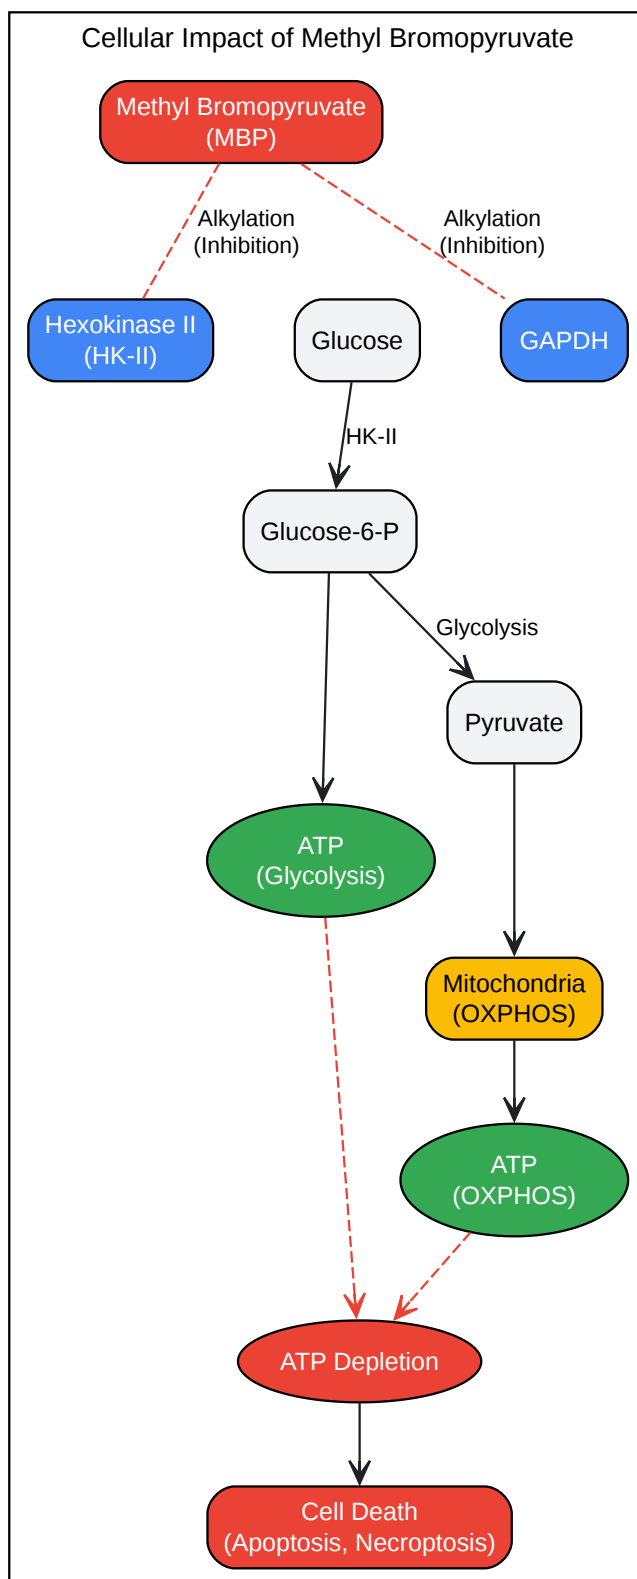 Cellular Impact of Methyl Bromopyruvate
Methyl Bromopyruvate
(MBP)
Alkylation
(Inhibition)
Alkylation
(Inhibition)
Hexokinase II
(HK-II)
Glucose
GAPDH
HK-II
Glucose-6-P
Glycolysis
Pyruvate
ATP
(Glycolysis)
Mitochondria
(OXPHOS)
ATP
(OXPHOS)
ATP Depletion
Cell Death
(Apoptosis, Necroptosis)